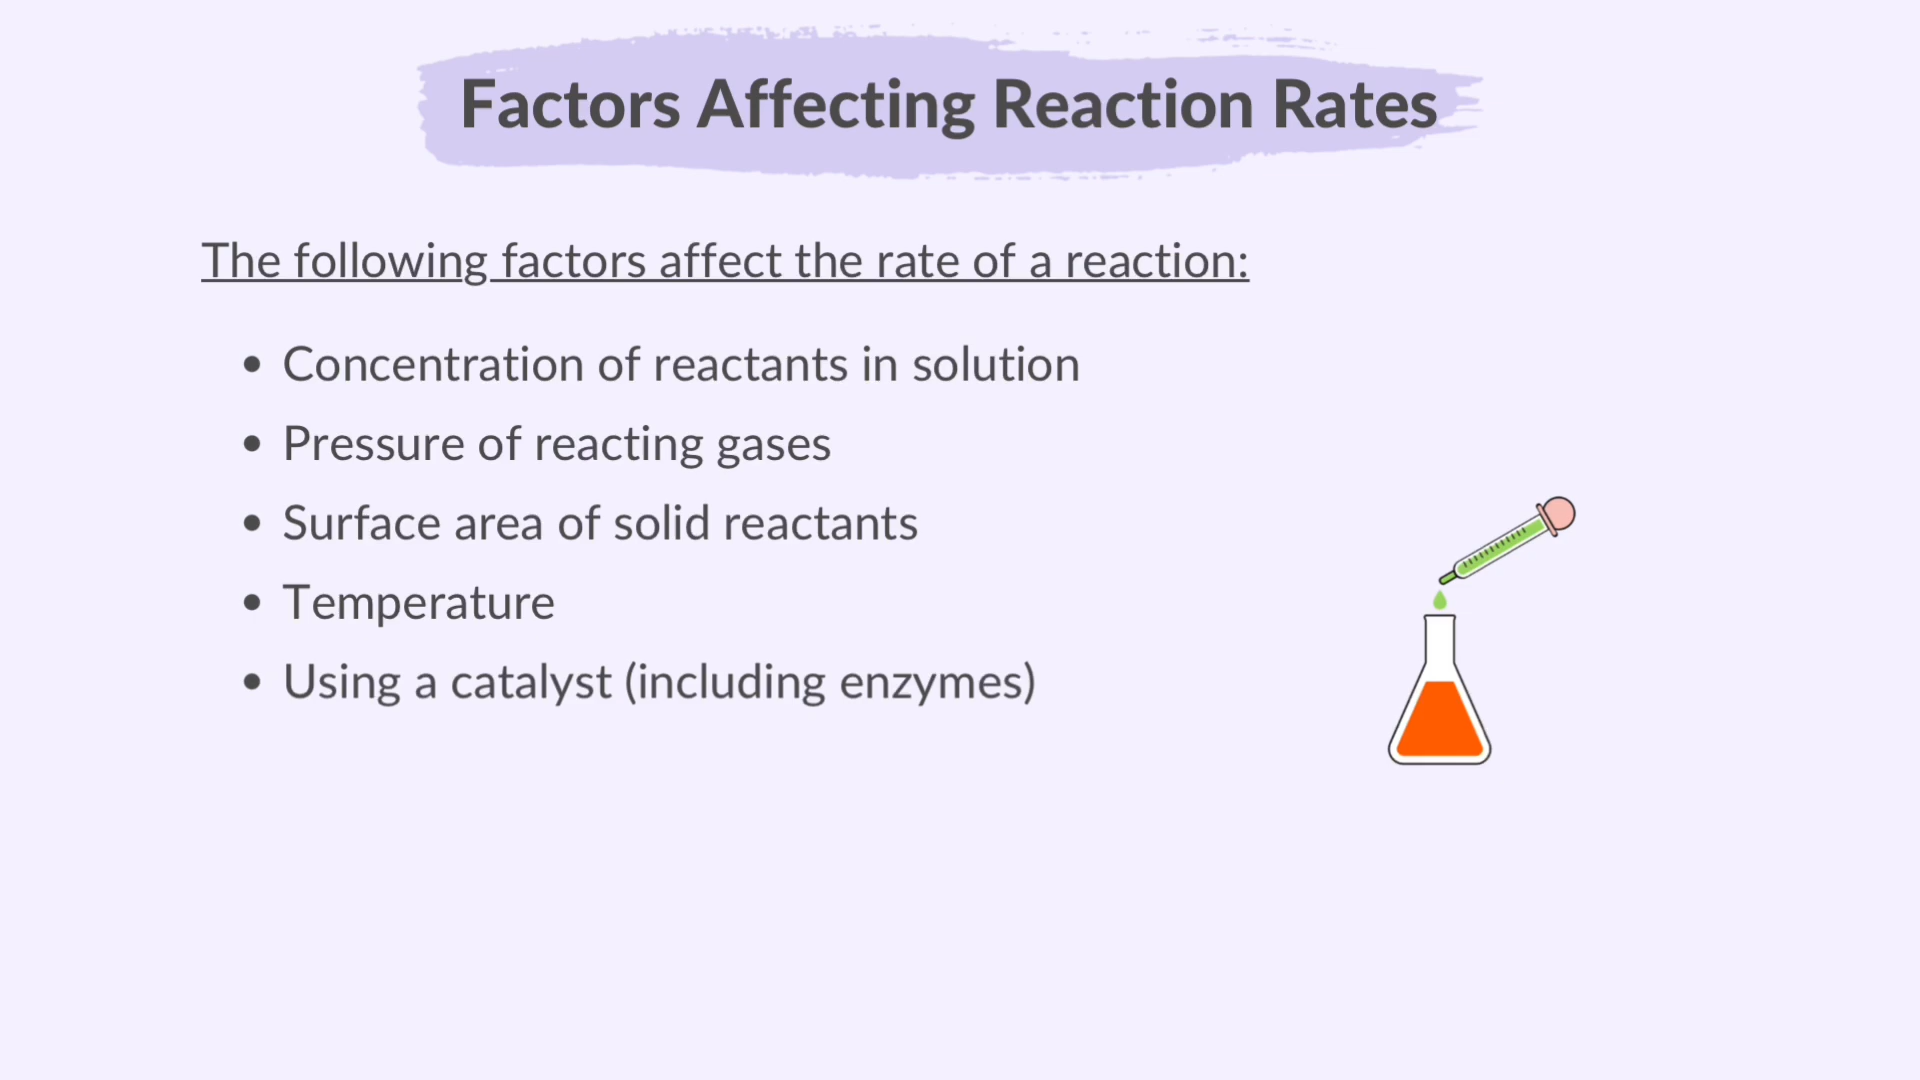 Factors Affecting Reaction Rates
The following factors affect the rate of a reaction:
• Concentration of reactants in solution
• Pressure of reacting gases
• Surface area of solid reactants
• Temperature
• Using a catalyst (including enzymes)